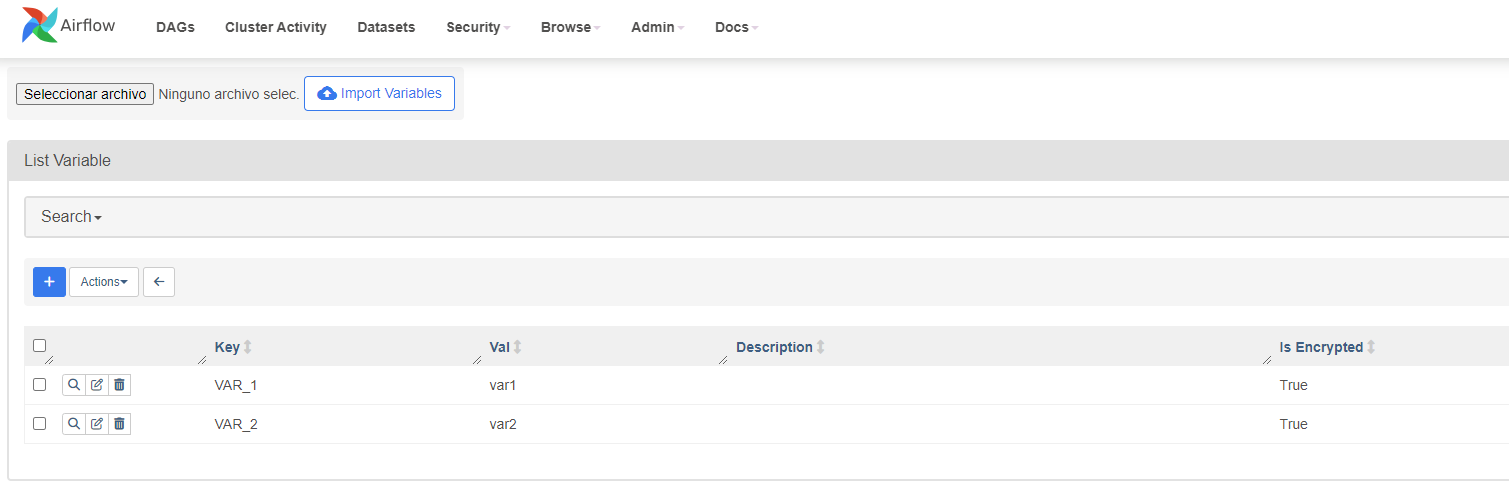 Airflow DAGs Cluster Activity Datasets Security Browse Admin Docs
Seleccionar archivo Ninguno archivo selec. Import Variables
List Variable
Search
+ Actions ←
Key Val Description Is Encrypted
VAR_1 var1 True
VAR_2 var2 True